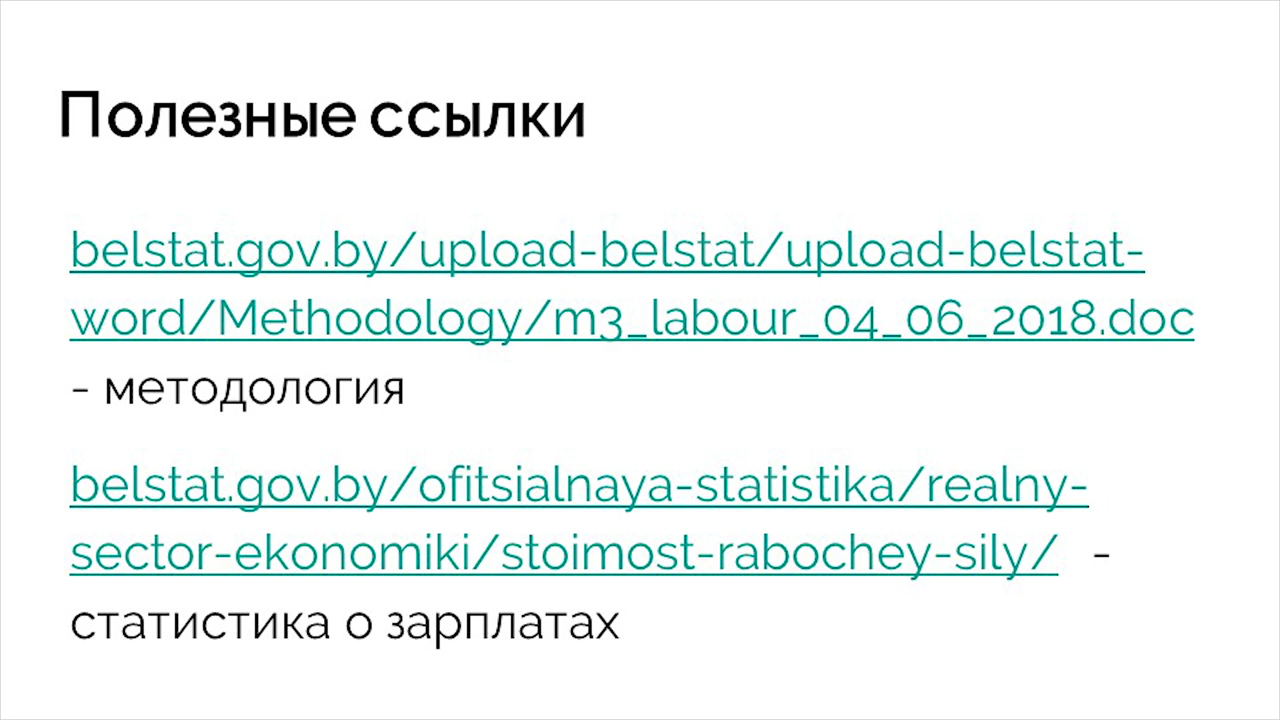 Полезные ссылки
belstat.gov.by/upload-belstat/upload-belstat-
word/Methodology/m3_labour_04_06_2018.doc
- методология
belstat.gov.by/ofitsialnaya-statistika/realny-
sector-ekonomiki/stoimost-rabochey-sily/ -
статистика о зарплатах